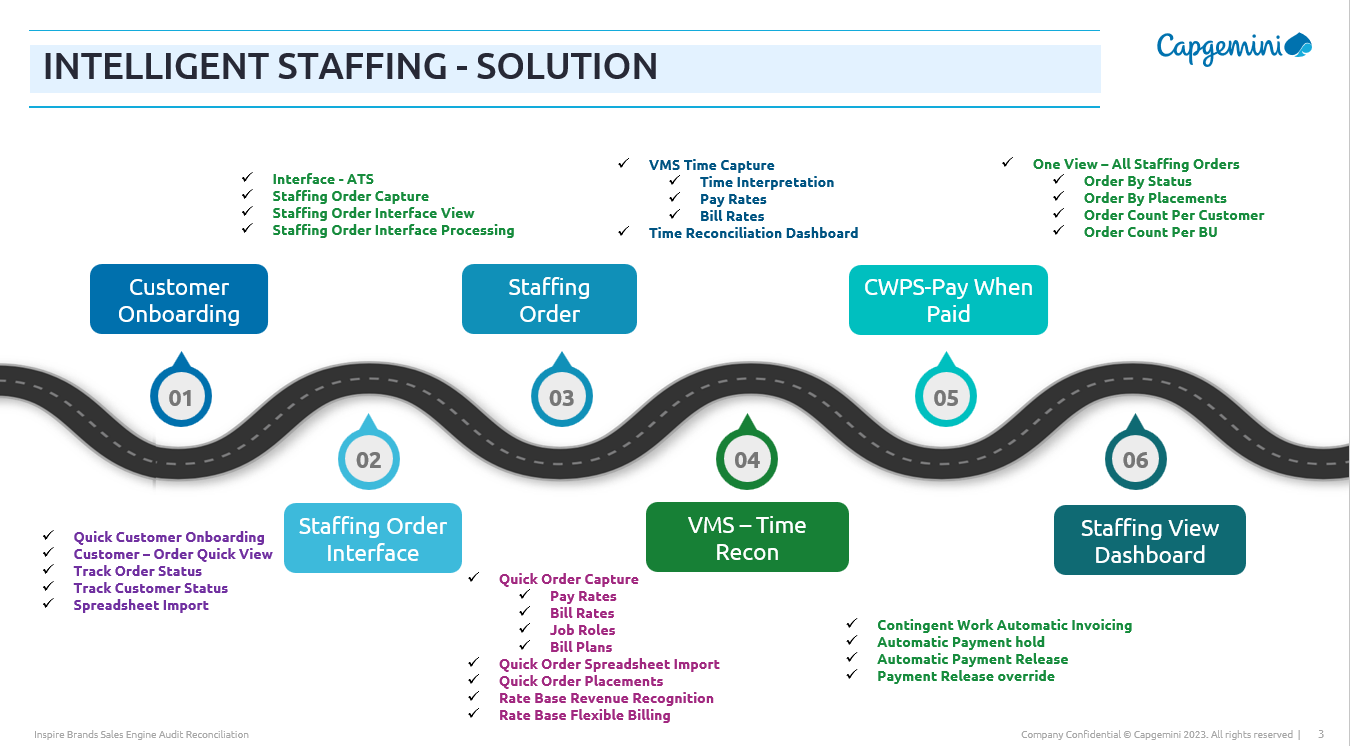 INTELLIGENT STAFFING - SOLUTION
Capgemini
Interface - ATS
Staffing Order Capture
Staffing Order Interface View
Staffing Order Interface Processing
VMS Time Capture
Time Interpretation
Pay Rates
Bill Rates
Time Reconciliation Dashboard
One View – All Staffing Orders
Order By Status
Order By Placements
Order Count Per Customer
Order Count Per BU
Customer
Onboarding
Staffing
Order
CWPS-Pay When
Paid
01
03
05
02
04
06
Staffing Order
Interface
VMS – Time
Recon
Staffing View
Dashboard
Quick Customer Onboarding
Customer – Order Quick View
Track Order Status
Track Customer Status
Spreadsheet Import
Quick Order Capture
Pay Rates
Bill Rates
Job Roles
Bill Plans
Quick Order Spreadsheet Import
Quick Order Placements
Rate Base Revenue Recognition
Rate Base Flexible Billing
Contingent Work Automatic Invoicing
Automatic Payment hold
Automatic Payment Release
Payment Release override
Inspire Brands Sales Engine Audit Reconciliation
Company Confidential © Capgemini 2023. All rights reserved | 3